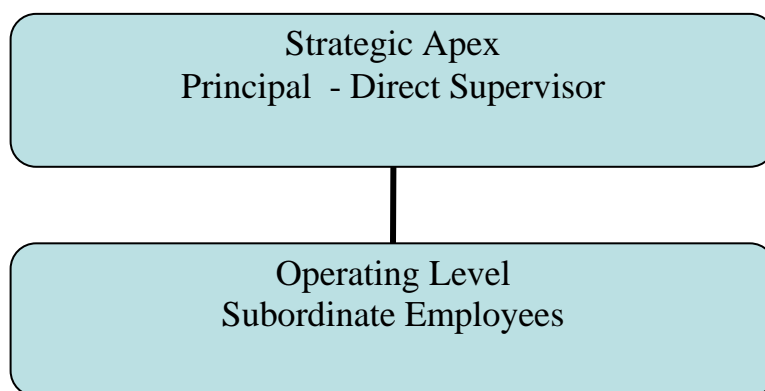 Strategic Apex
Principal - Direct Supervisor
Operating Level
Subordinate Employees